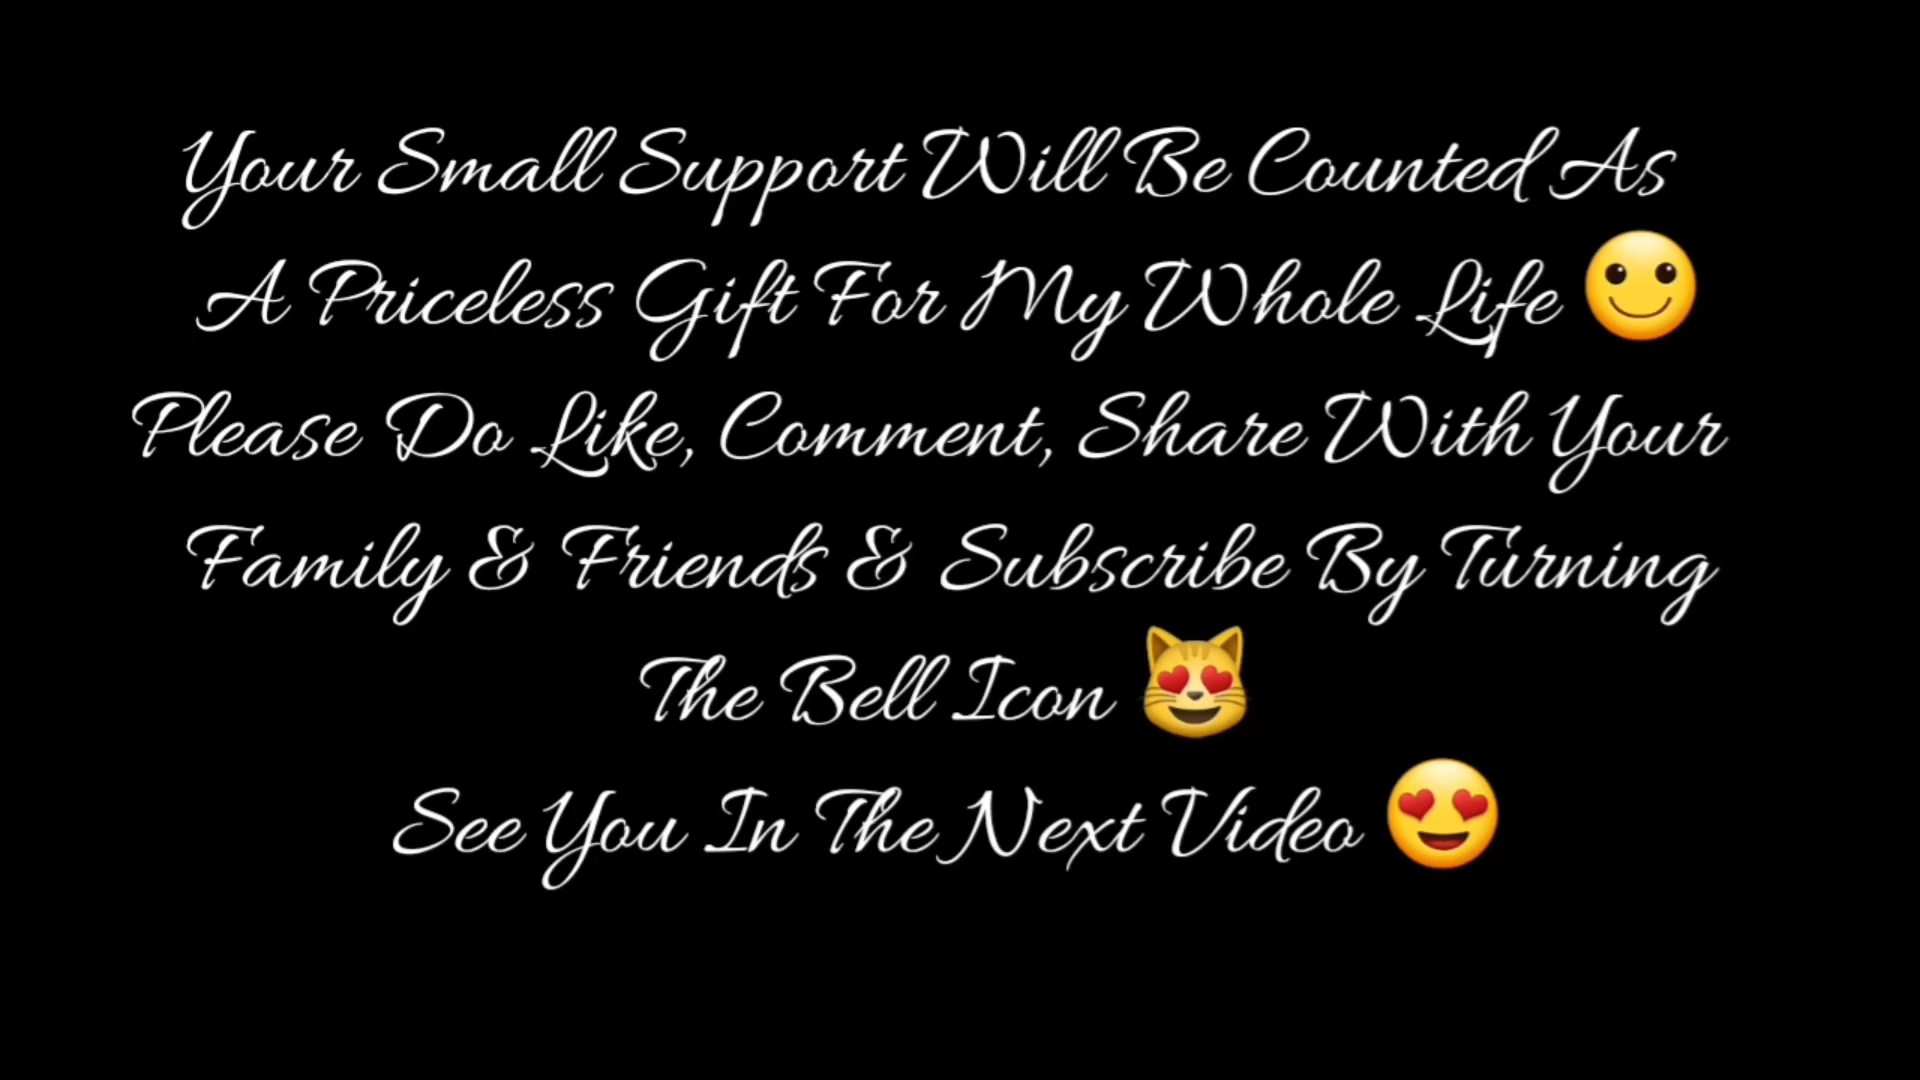 Your Small Support Will Be Counted As
A Priceless Gift For My Whole Life 🙂
Please Do Like, Comment, Share With Your
Family & Friends & Subscribe By Turning
The Bell Icon 😻
See You In The Next Video 😍